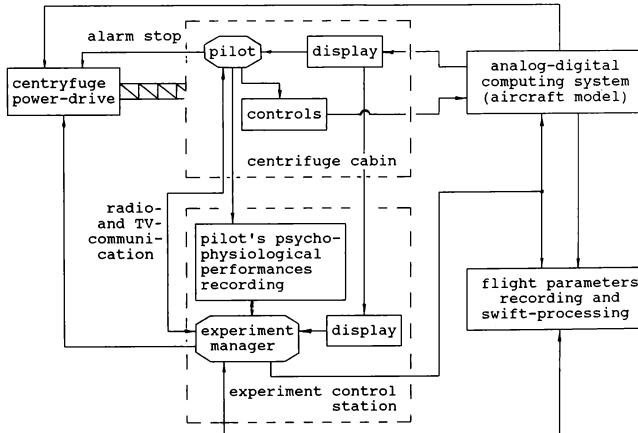 alarm stop
pilot
display
analog-digital
computing system
(aircraft model)
centryfuge
power-drive
controls
centrifuge cabin
radio-
and TV-
communi-
cation
pilot's psycho-
physiological
performances
recording
flight parameters
recording and
swift-processing
experiment
manager
display
experiment control
station